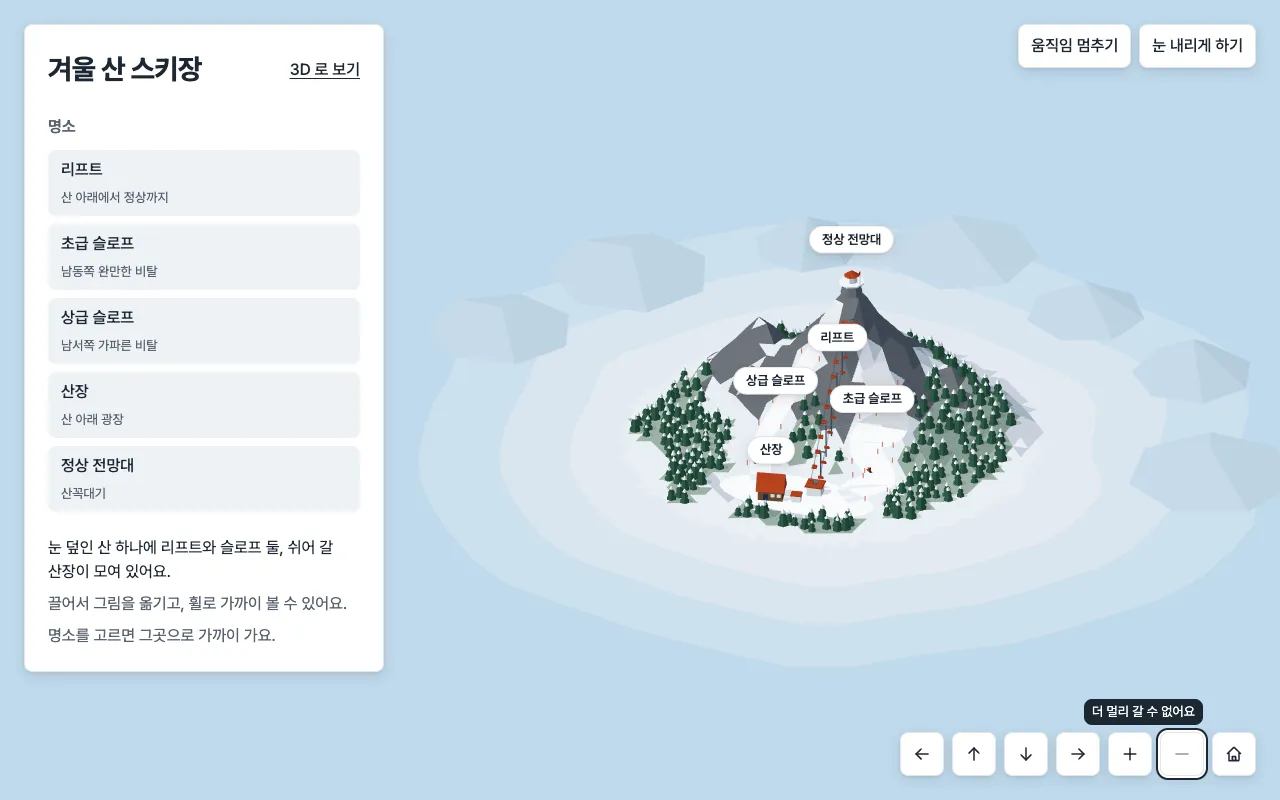 겨울 산 스키장
3D 로 보기
명소
리프트
산 아래에서 정상까지
초급 슬로프
남동쪽 완만한 비탈
상급 슬로프
남서쪽 가파른 비탈
산장
산 아래 광장
정상 전망대
산꼭대기
눈 덮인 산 하나에 리프트와 슬로프 둘, 쉬어 갈
산장이 모여 있어요.
끌어서 그림을 옮기고, 휠로 가까이 볼 수 있어요.
명소를 고르면 그곳으로 가까이 가요.
움직임 멈추기
눈 내리게 하기
정상 전망대
리프트
상급 슬로프
초급 슬로프
산장
더 멀리 갈 수 없어요